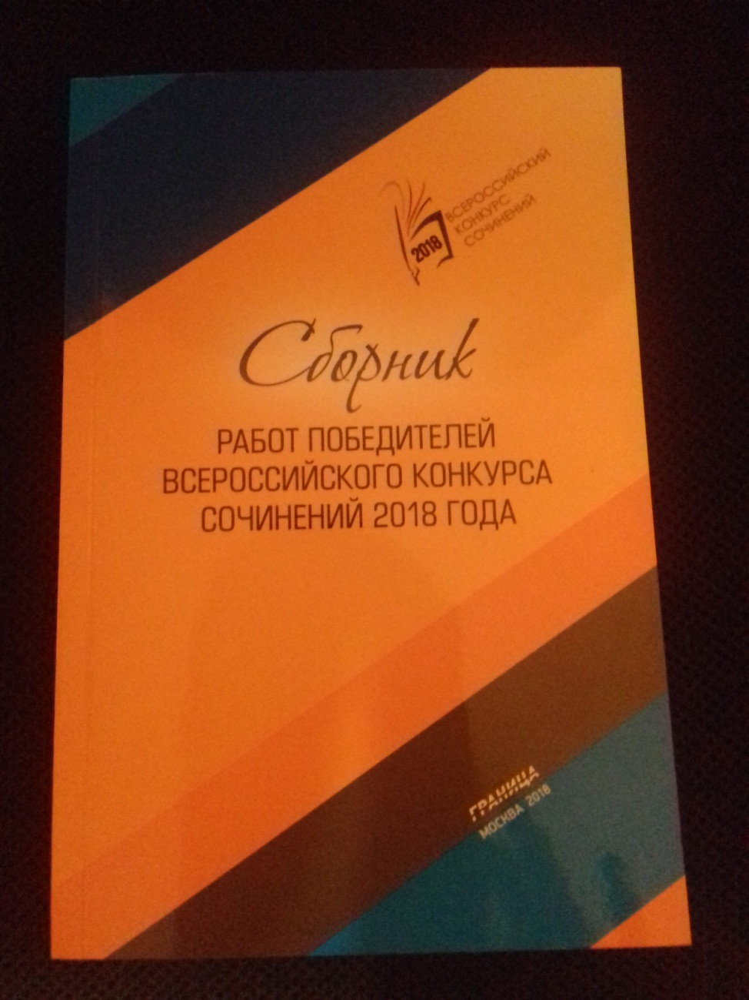 ВСЕРОССИЙСКИЙ
КОНКУРС
СОЧИНЕНИЙ
2018
Сборник
РАБОТ ПОБЕДИТЕЛЕЙ
ВСЕРОССИЙСКОГО КОНКУРСА
СОЧИНЕНИЙ 2018 ГОДА
ГРАНИЦА
МОСКВА 2018